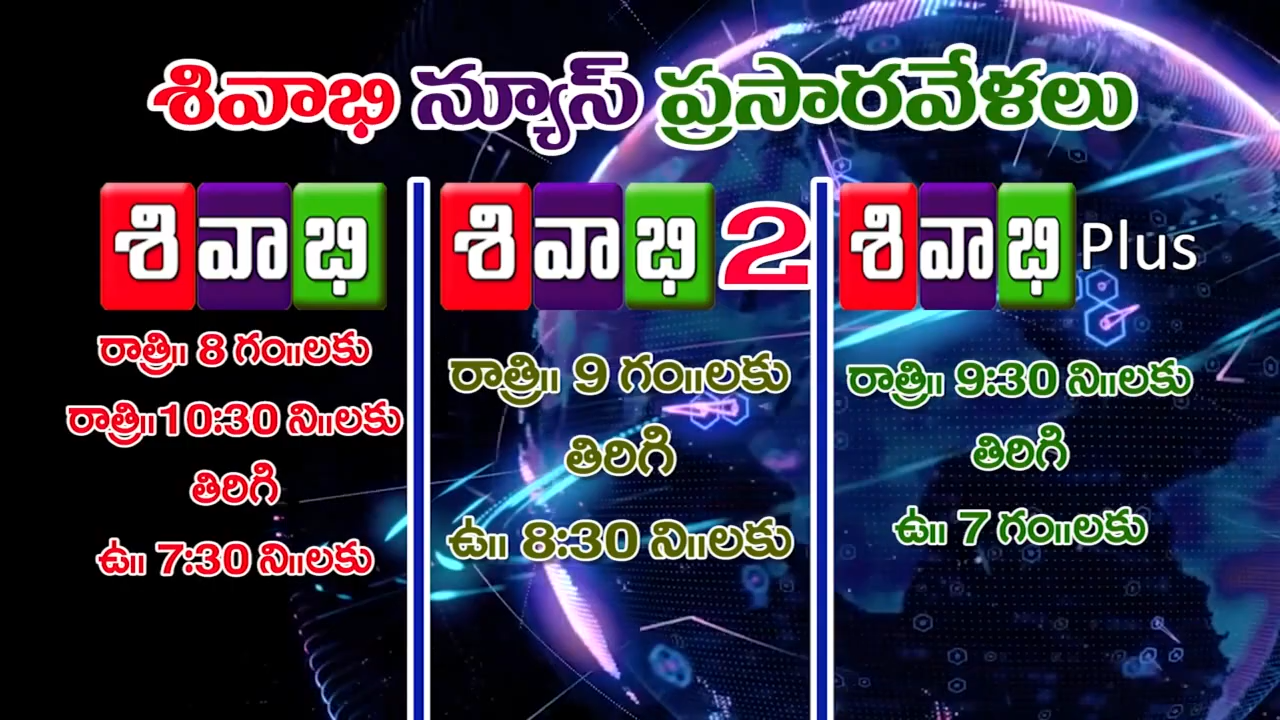 శివాభి న్యూస్ ప్రసారవేళలు
శివాభి
రాత్రి॥ 8 గం॥లకు
రాత్రి॥10:30 ని॥లకు
తిరిగి
ఉ॥ 7:30 ని॥లకు
శివాభి 2
రాత్రి॥ 9 గం॥లకు
తిరిగి
ఉ॥ 8:30 ని॥లకు
శివాభి Plus
రాత్రి॥ 9:30 ని॥లకు
తిరిగి
ఉ॥ 7 గం॥లకు